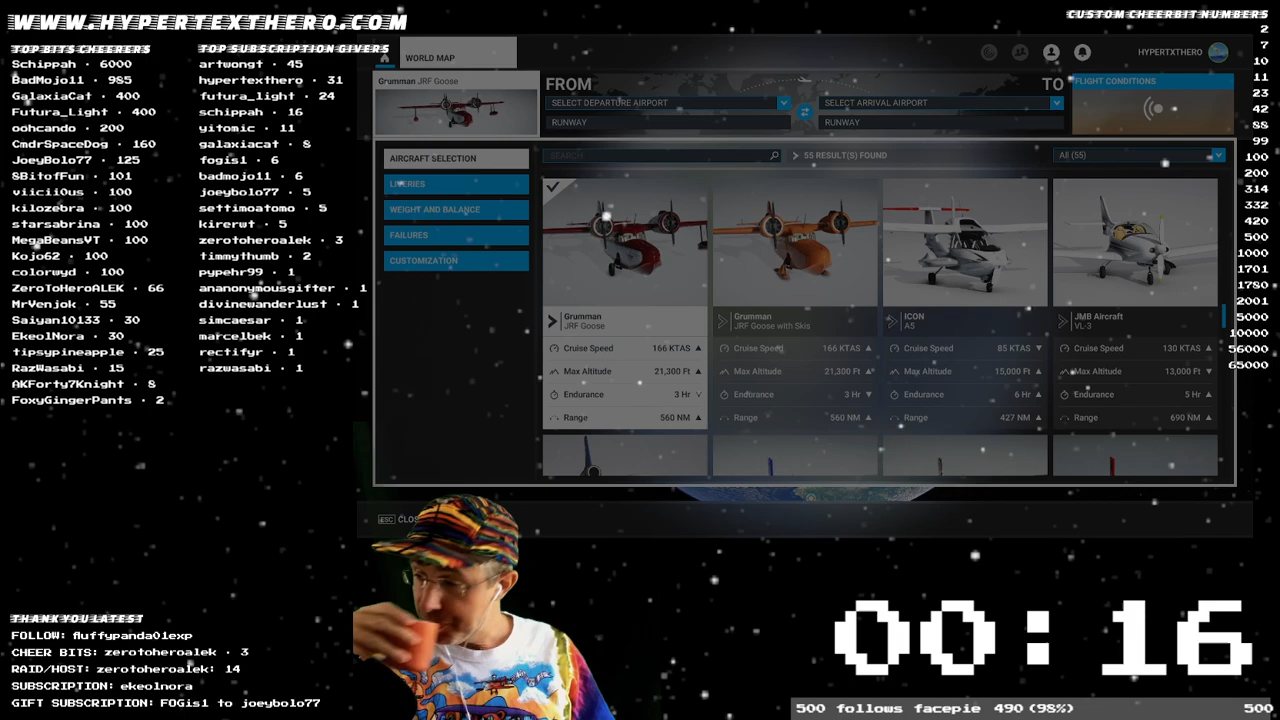 WWW.HYPERTEXTHERO.COM
TOP BITS CHEERERS
Schippah · 6000
BadMojo11 · 985
GalaxiaCat · 400
Futura_Light · 400
oohcando · 200
CmdrSpaceDog · 160
JoeyBolo77 · 125
8BitofFun · 101
viicii0us · 100
kilozebra · 100
starsabrina · 100
MegaBeansVT · 100
Kojo62 · 100
colorwyd · 100
ZeroToHeroALEK · 66
MrVenjok · 55
Saiyan10133 · 30
EkeolNora · 30
tipsypineapple · 25
RazWasabi · 15
AKForty7Knight · 8
FoxyGingerPants · 2
TOP SUBSCRIPTION GIVERS
artwongt · 45
hypertexthero · 31
futura_light · 24
schippah · 16
yitomic · 11
galaxiacat · 8
fogis1 · 6
badmojo11 · 6
joeybolo77 · 5
settimoatomo · 5
kirerwt · 5
zerotoheroalek · 3
timmythumb · 2
pypehr99 · 1
ananonymousgifter · 1
divinewanderlust · 1
simcaesar · 1
marcelbek · 1
rectifyr · 1
razwasabi · 1
WORLD MAP
HYPERTXTHERO
Grumman JRF Goose
FROM
SELECT DEPARTURE AIRPORT
RUNWAY
TO
SELECT ARRIVAL AIRPORT
RUNWAY
FLIGHT CONDITIONS
AIRCRAFT SELECTION
LIVERIES
WEIGHT AND BALANCE
FAILURES
CUSTOMIZATION
SEARCH
55 RESULT(S) FOUND
All (55)
Grumman
JRF Goose
Cruise Speed 166 KTAS
Max Altitude 21,300 Ft
Endurance 3 Hr
Range 560 NM
Grumman
JRF Goose with Skis
Cruise Speed 166 KTAS
Max Altitude 21,300 Ft
Endurance 3 Hr
Range 560 NM
ICON
A5
Cruise Speed 85 KTAS
Max Altitude 15,000 Ft
Endurance 6 Hr
Range 427 NM
JMB Aircraft
VL-3
Cruise Speed 130 KTAS
Max Altitude 13,000 Ft
Endurance 5 Hr
Range 690 NM
ESC CLOS
CUSTOM CHEERBIT NUMBERS
2
7
10
11
23
42
88
99
100
200
314
332
420
500
1000
1701
1780
2001
5000
10000
56000
65000
THANK YOU LATEST
FOLLOW: fluffypanda01exp
CHEER BITS: zerotoheroalek · 3
RAID/HOST: zerotoheroalek: 14
SUBSCRIPTION: ekeolnora
GIFT SUBSCRIPTION: FOGis1 to joeybolo77
00:16
500 follows facepie 490 (98%) 500